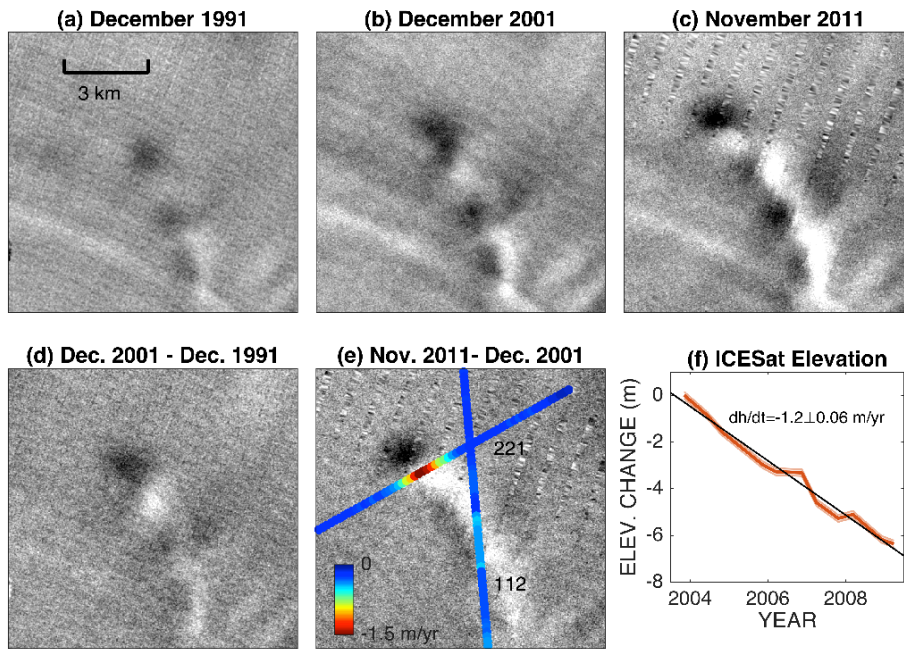 (a) December 1991
(b) December 2001
(c) November 2011
3 km
(d) Dec. 2001 - Dec. 1991
(e) Nov. 2011- Dec. 2001
(f) ICESat Elevation
221
112
0
-1.5 m/yr
dh/dt=-1.2±0.06 m/yr
ELEV. CHANGE (m)
0
-2
-4
-6
-8
2004 2006 2008
YEAR